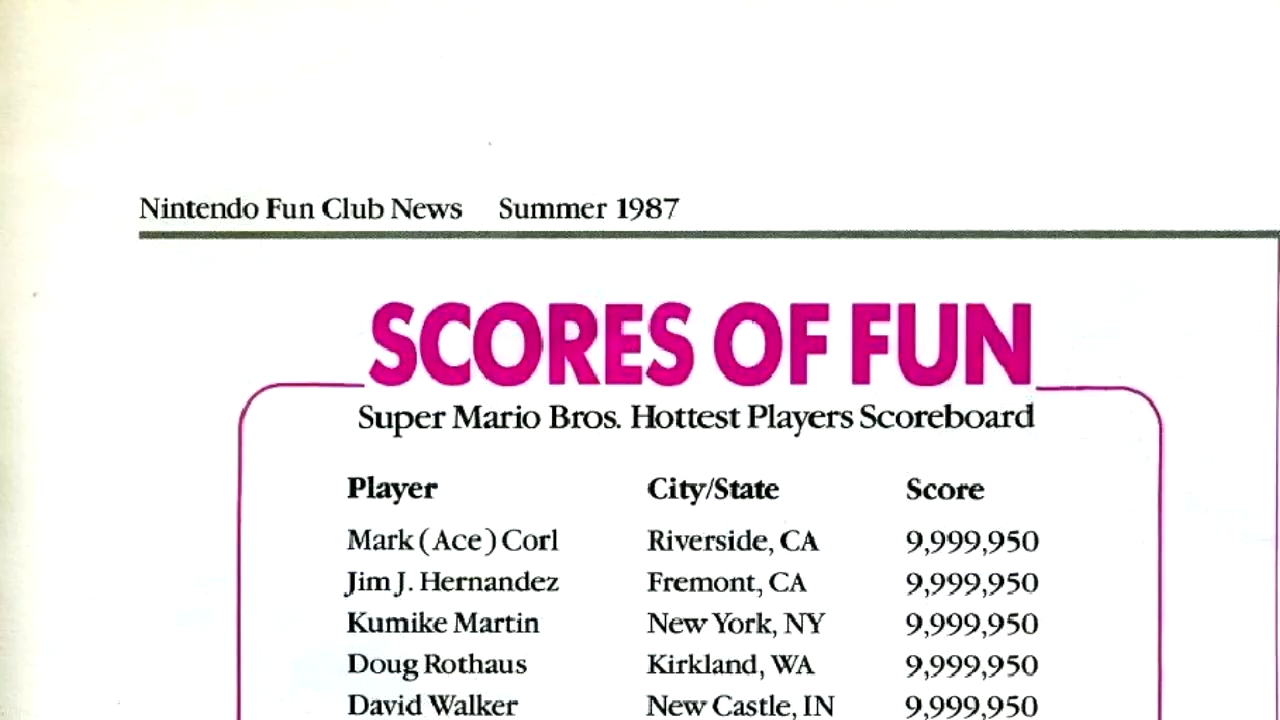 Nintendo Fun Club News Summer 1987
SCORES OF FUN
Super Mario Bros. Hottest Players Scoreboard
Player City/State Score
Mark (Ace) Corl Riverside, CA 9,999,950
Jim J. Hernandez Fremont, CA 9,999,950
Kumike Martin New York, NY 9,999,950
Doug Rothaus Kirkland, WA 9,999,950
David Walker New Castle, IN 9,999,950